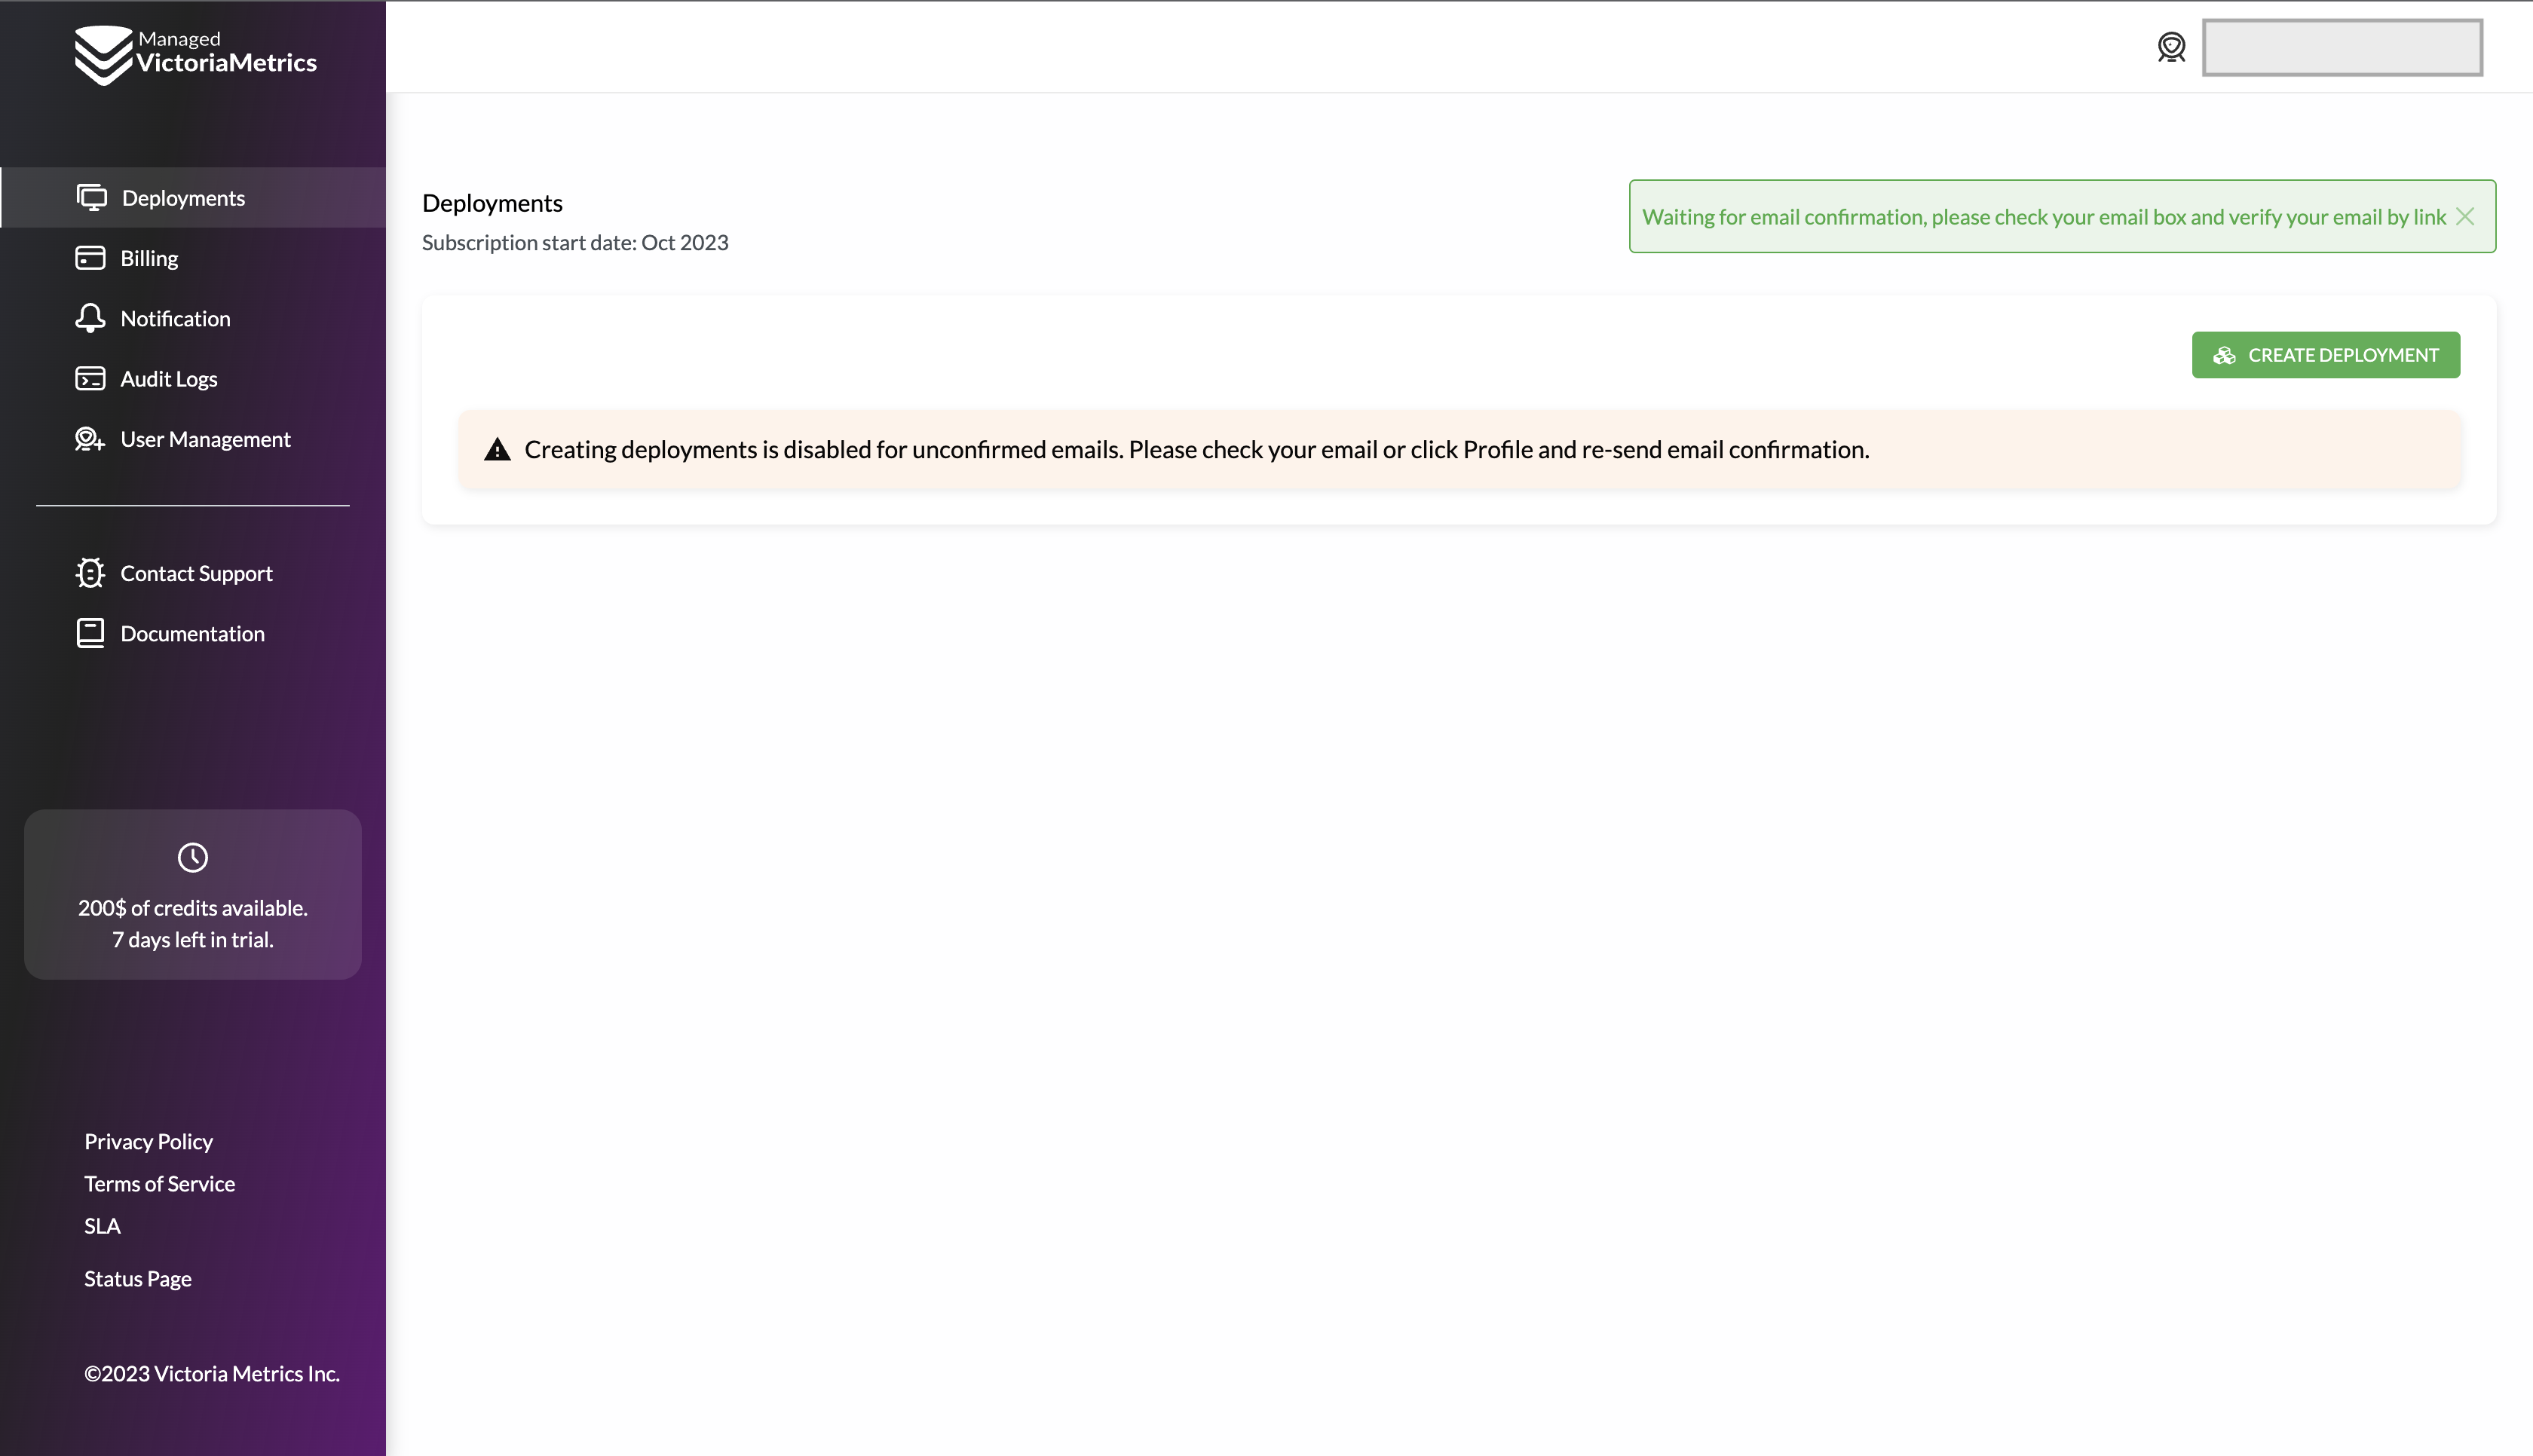 Managed
VictoriaMetrics
Deployments
Billing
Notification
Audit Logs
User Management
Contact Support
Documentation
200$ of credits available.
7 days left in trial.
Privacy Policy
Terms of Service
SLA
Status Page
©2023 Victoria Metrics Inc.
Deployments
Subscription start date: Oct 2023
Waiting for email confirmation, please check your email box and verify your email by link
CREATE DEPLOYMENT
Creating deployments is disabled for unconfirmed emails. Please check your email or click Profile and re-send email confirmation.